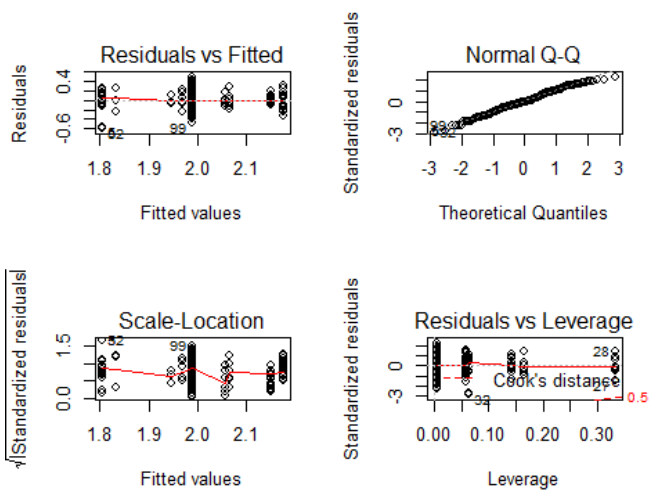 Residuals vs Fitted
Residuals
0.4
-0.6
52
99
1.8 1.9 2.0 2.1
Fitted values
Normal Q-Q
Standardized residuals
0
-3
99
-3 -2 -1 0 1 2 3
Theoretical Quantiles
Scale-Location
√|Standardized residuals|
1.5
0.0
99
1.8 1.9 2.0 2.1
Fitted values
Residuals vs Leverage
Standardized residuals
0
-3
28
Cook's distance
27
32
0.5
0.00 0.10 0.20 0.30
Leverage